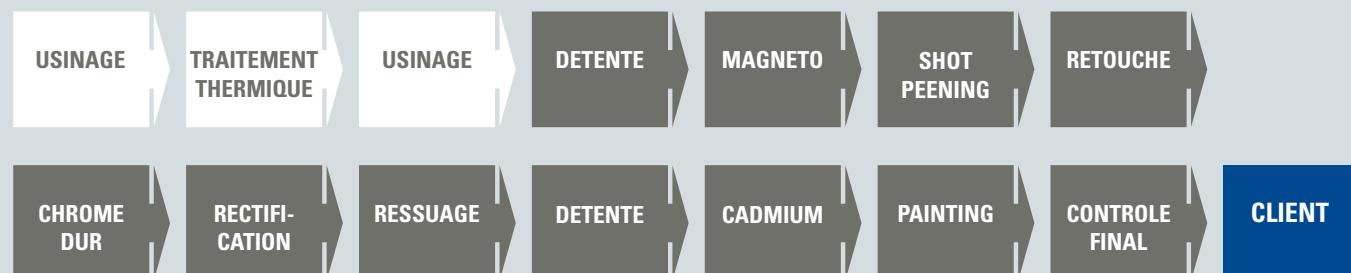 USINAGE
TRAITEMENT
THERMIQUE
USINAGE
DETENTE
MAGNETO
SHOT
PEENING
RETOUCHE
CHROME
DUR
RECTIFI-
CATION
RESSUAGE
DETENTE
CADMIUM
PAINTING
CONTROLE
FINAL
CLIENT